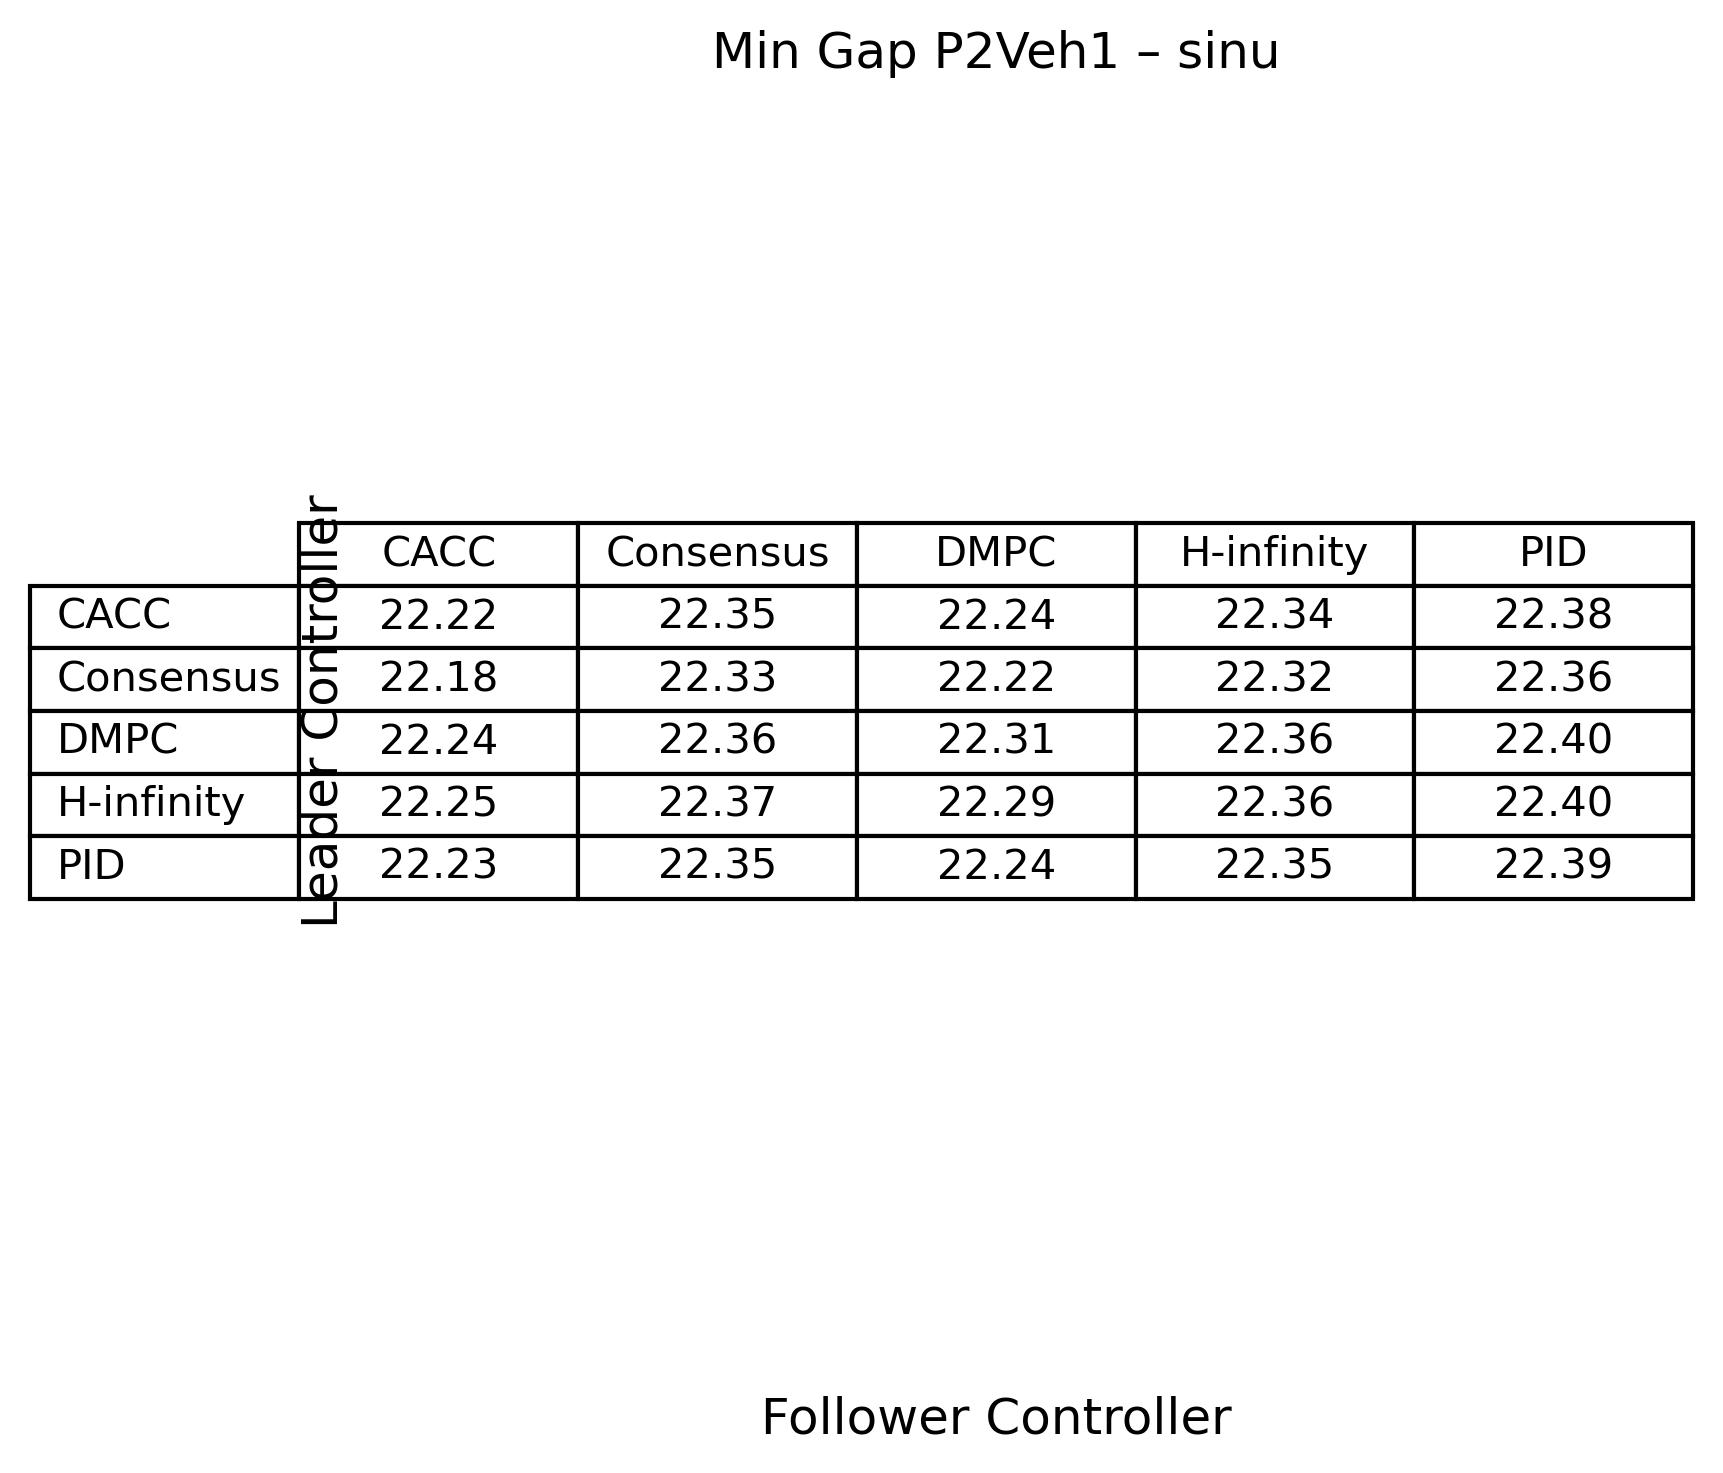 Min Gap P2Veh1 – sinu
Leader Controller
CACC Consensus DMPC H-infinity PID
CACC 22.22 22.35 22.24 22.34 22.38
Consensus 22.18 22.33 22.22 22.32 22.36
DMPC 22.24 22.36 22.31 22.36 22.40
H-infinity 22.25 22.37 22.29 22.36 22.40
PID 22.23 22.35 22.24 22.35 22.39
Follower Controller